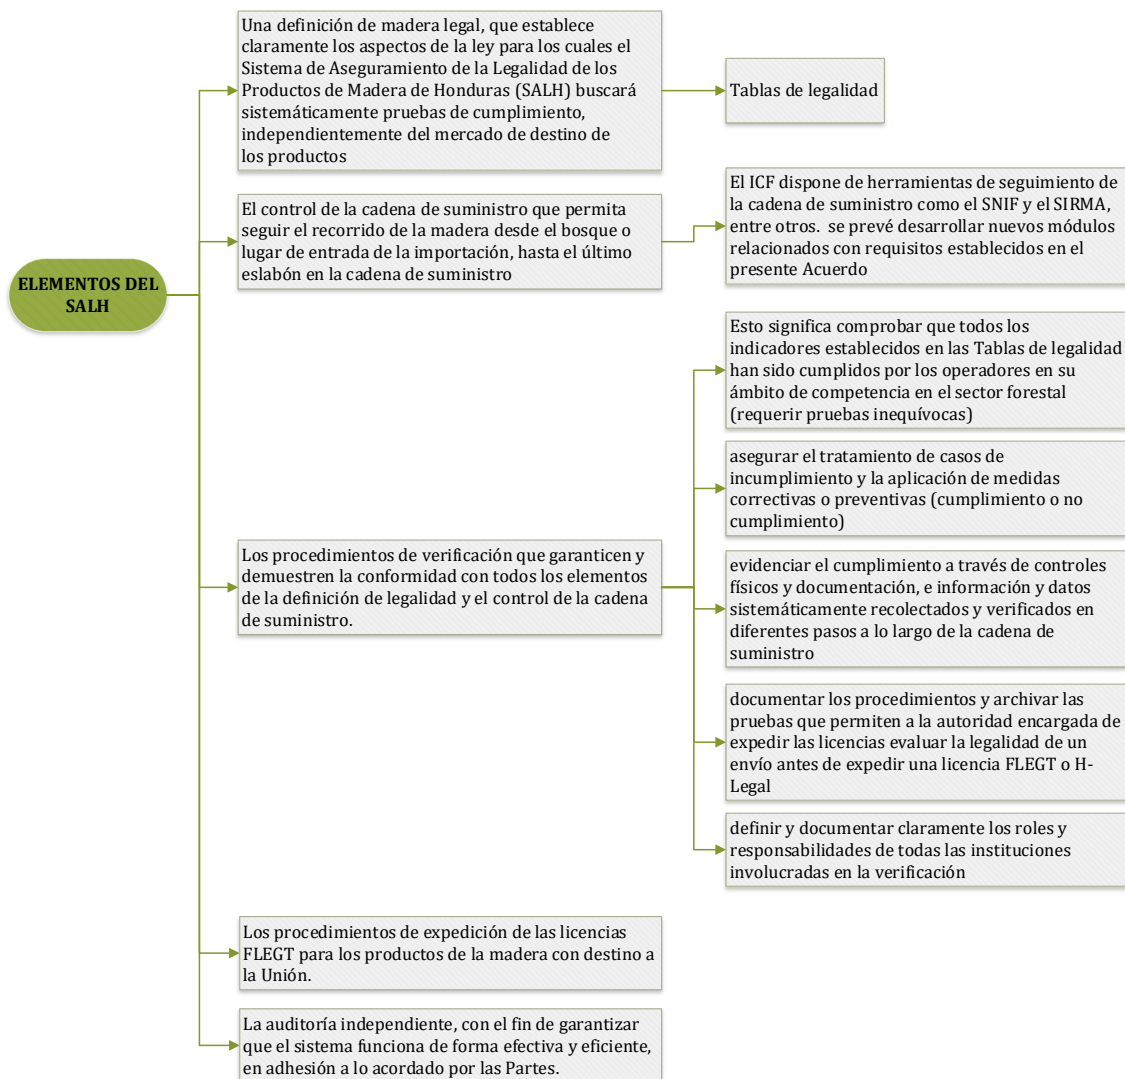 ELEMENTOS DEL
SALH
Una definición de madera legal, que establece
claramente los aspectos de la ley para los cuales el
Sistema de Aseguramiento de la Legalidad de los
Productos de Madera de Honduras (SALH) buscará
sistemáticamente pruebas de cumplimiento,
independientemente del mercado de destino de
los productos
Tablas de legalidad
El control de la cadena de suministro que permita
seguir el recorrido de la madera desde el bosque o
lugar de entrada de la importación, hasta el último
eslabón en la cadena de suministro
El ICF dispone de herramientas de seguimiento de
la cadena de suministro como el SNIF y el SIRMA,
entre otros.  se prevé desarrollar nuevos módulos
relacionados con requisitos establecidos en el
presente Acuerdo
Los procedimientos de verificación que garanticen y
demuestren la conformidad con todos los elementos
de la definición de legalidad y el control de la cadena
de suministro.
Esto significa comprobar que todos los
indicadores establecidos en las Tablas de legalidad
han sido cumplidos por los operadores en su
ámbito de competencia en el sector forestal
(requerir pruebas inequívocas)
asegurar el tratamiento de casos de
incumplimiento y la aplicación de medidas
correctivas o preventivas (cumplimiento o no
cumplimiento)
evidenciar el cumplimiento a través de controles
físicos y documentación, e información y datos
sistemáticamente recolectados y verificados en
diferentes pasos a lo largo de la cadena de
suministro
documentar los procedimientos y archivar las
pruebas que permiten a la autoridad encargada de
expedir las licencias evaluar la legalidad de un
envío antes de expedir una licencia FLEGT o H-
Legal
definir y documentar claramente los roles y
responsabilidades de todas las instituciones
involucradas en la verificación
Los procedimientos de expedición de las licencias
FLEGT para los productos de la madera con destino a
la Unión.
La auditoría independiente, con el fin de garantizar
que el sistema funciona de forma efectiva y eficiente,
en adhesión a lo acordado por las Partes.